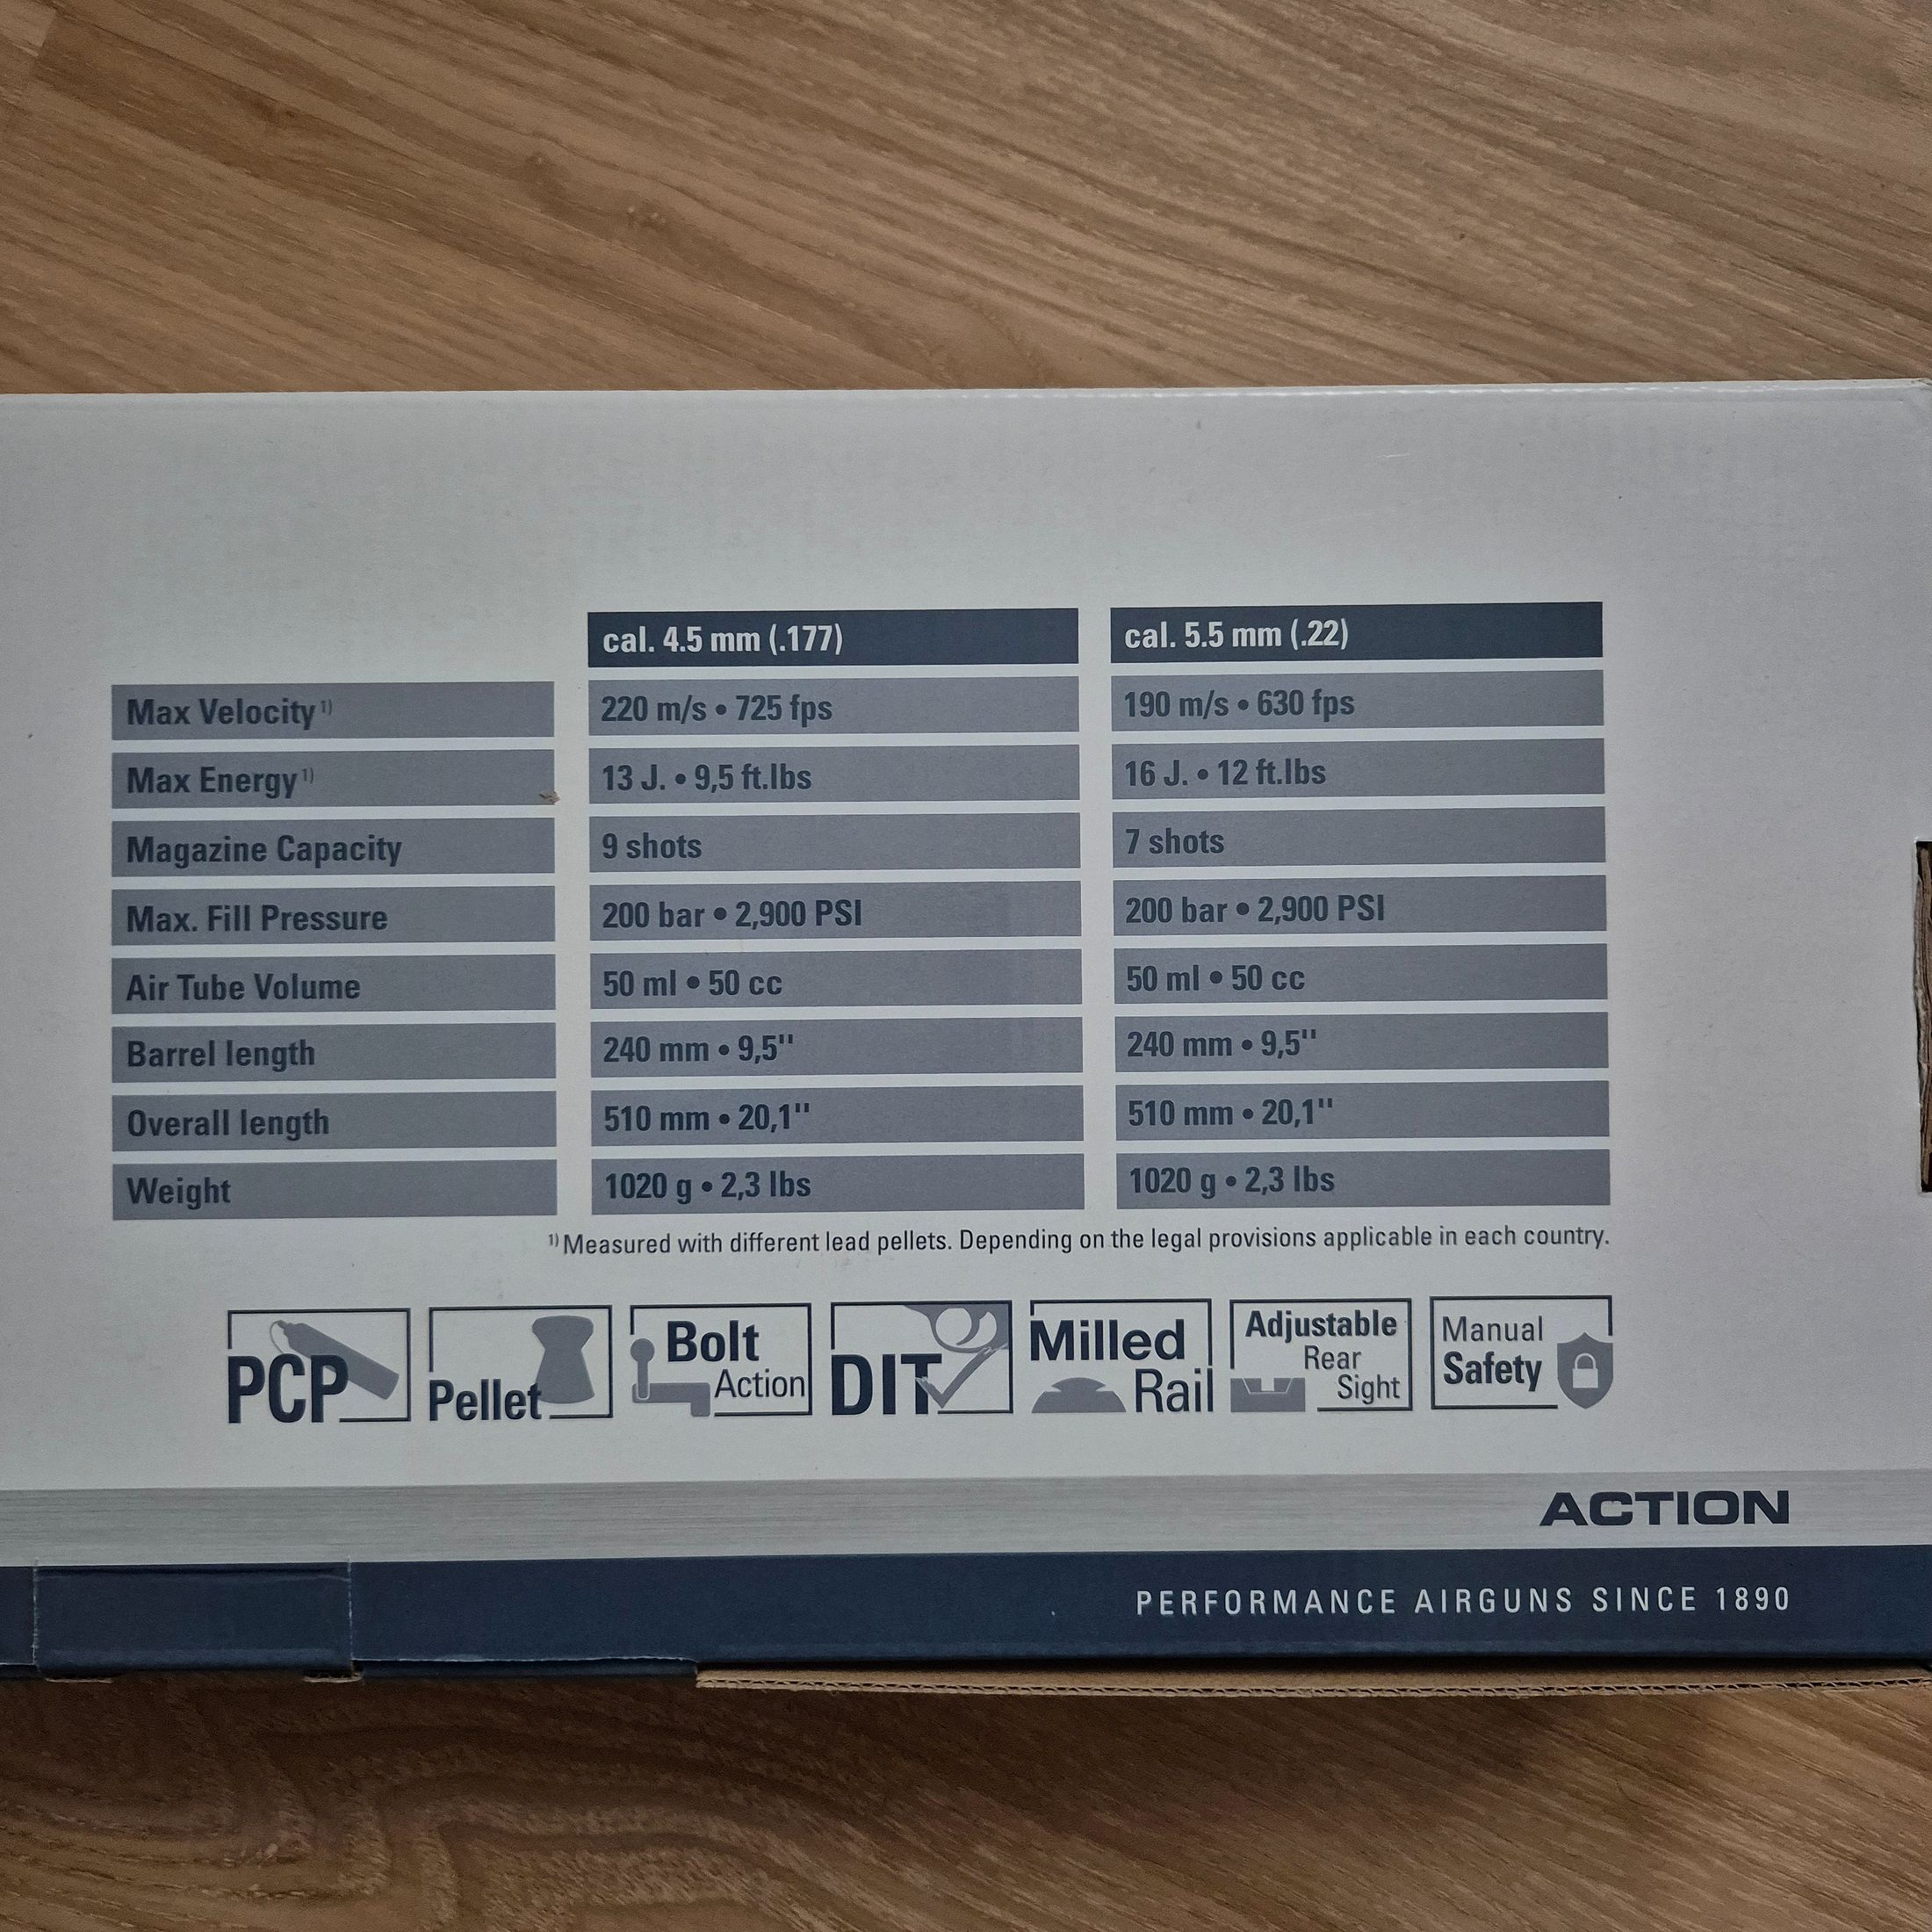 cal. 4.5 mm (.177) cal. 5.5 mm (.22)
Max Velocity 1) 220 m/s • 725 fps 190 m/s • 630 fps
Max Energy 1) 13 J. • 9,5 ft.lbs 16 J. • 12 ft.lbs
Magazine Capacity 9 shots 7 shots
Max. Fill Pressure 200 bar • 2,900 PSI 200 bar • 2,900 PSI
Air Tube Volume 50 ml • 50 cc 50 ml • 50 cc
Barrel length 240 mm • 9,5'' 240 mm • 9,5''
Overall length 510 mm • 20,1'' 510 mm • 20,1''
Weight 1020 g • 2,3 lbs 1020 g • 2,3 lbs
1) Measured with different lead pellets. Depending on the legal provisions applicable in each country.
PCP
Pellet
Bolt
Action
DIT
Milled
Rail
Adjustable
Rear
Sight
Manual
Safety
ACTION
PERFORMANCE AIRGUNS SINCE 1890